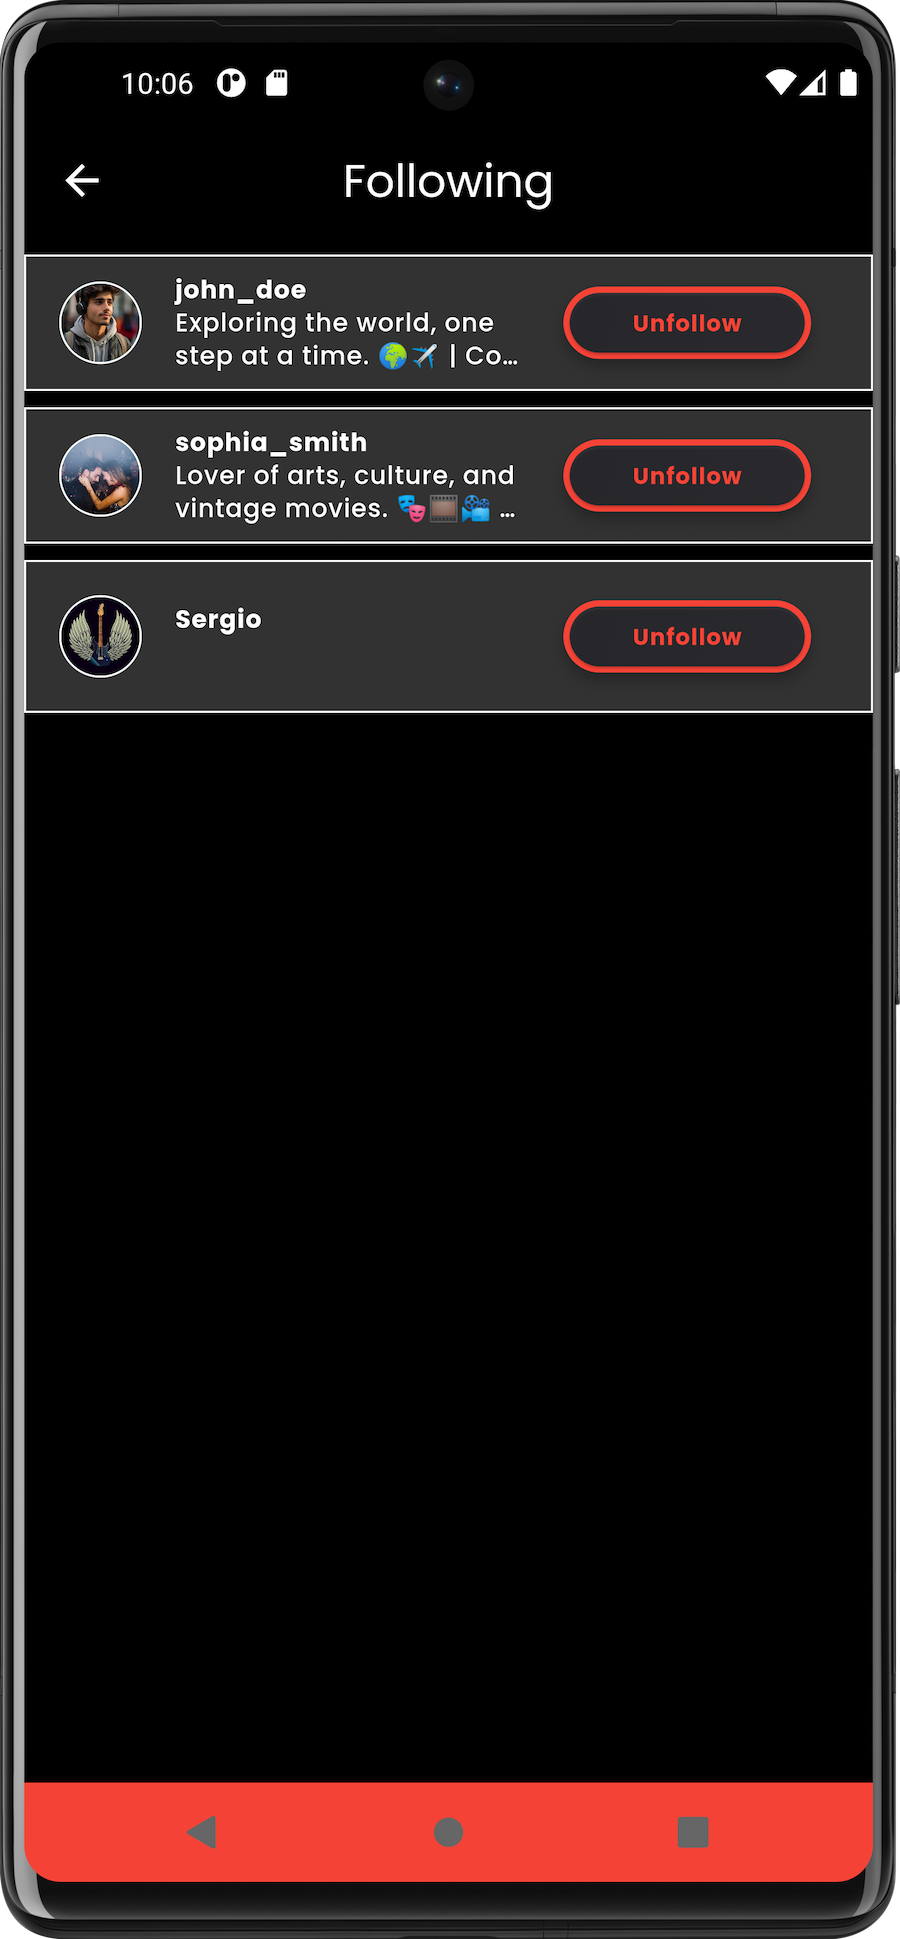 10:06
Following
john_doe
Exploring the world, one
step at a time. 🌍✈️ | Co...
Unfollow
sophia_smith
Lover of arts, culture, and
vintage movies. 🎭🎞️🎥 ...
Unfollow
Sergio
Unfollow